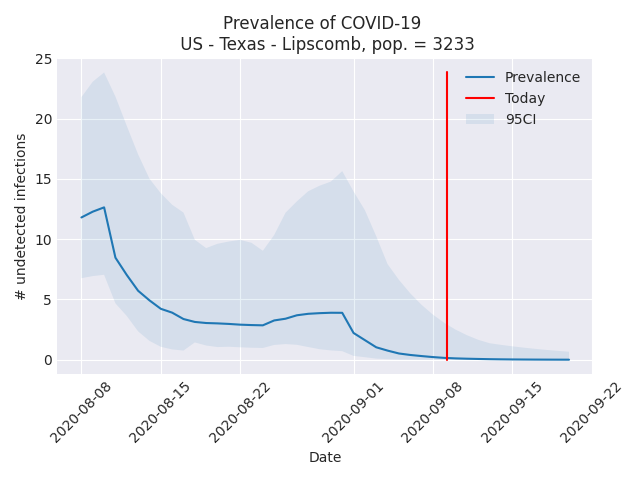 Prevalence of COVID-19
US - Texas - Lipscomb, pop. = 3233
25
20
15
10
5
0
# undetected infections
Prevalence
Today
95CI
2020-08-08
2020-08-15
2020-08-22
2020-09-01
2020-09-08
2020-09-15
2020-09-22
Date